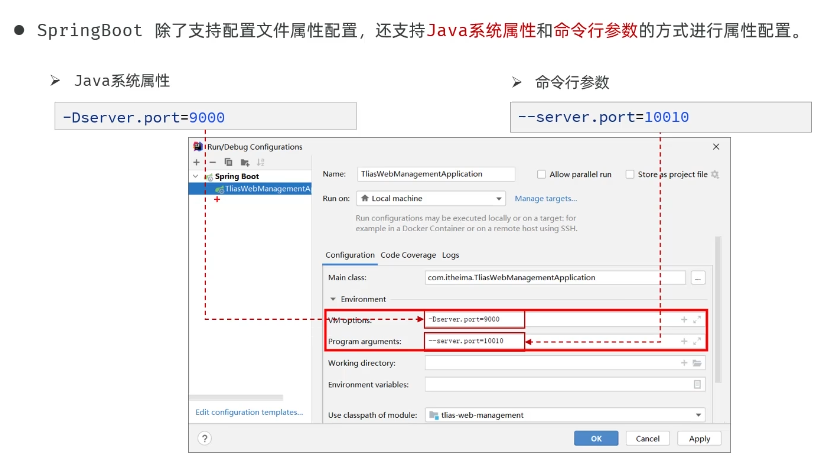 ● SpringBoot 除了支持配置文件属性配置，还支持Java系统属性和命令行参数的方式进行属性配置。
➢ Java系统属性
➢ 命令行参数
-Dserver.port=9000
--server.port=10010
Run/Debug Configurations
Spring Boot
TliasWebManagementA
Name: TliasWebManagementApplication
Allow parallel run
Store as project file
Run on: Local machine
Manage targets...
Run configurations may be executed locally or on a target: for
example in a Docker Container or on a remote host using SSH.
Configuration Code Coverage Logs
Main class: com.itheima.TliasWebManagementApplication
Environment
VM options: -Dserver.port=9000
Program arguments: --server.port=10010
Working directory:
Environment variables:
Use classpath of module: tlias-web-management
Edit configuration templates...
? OK Cancel Apply